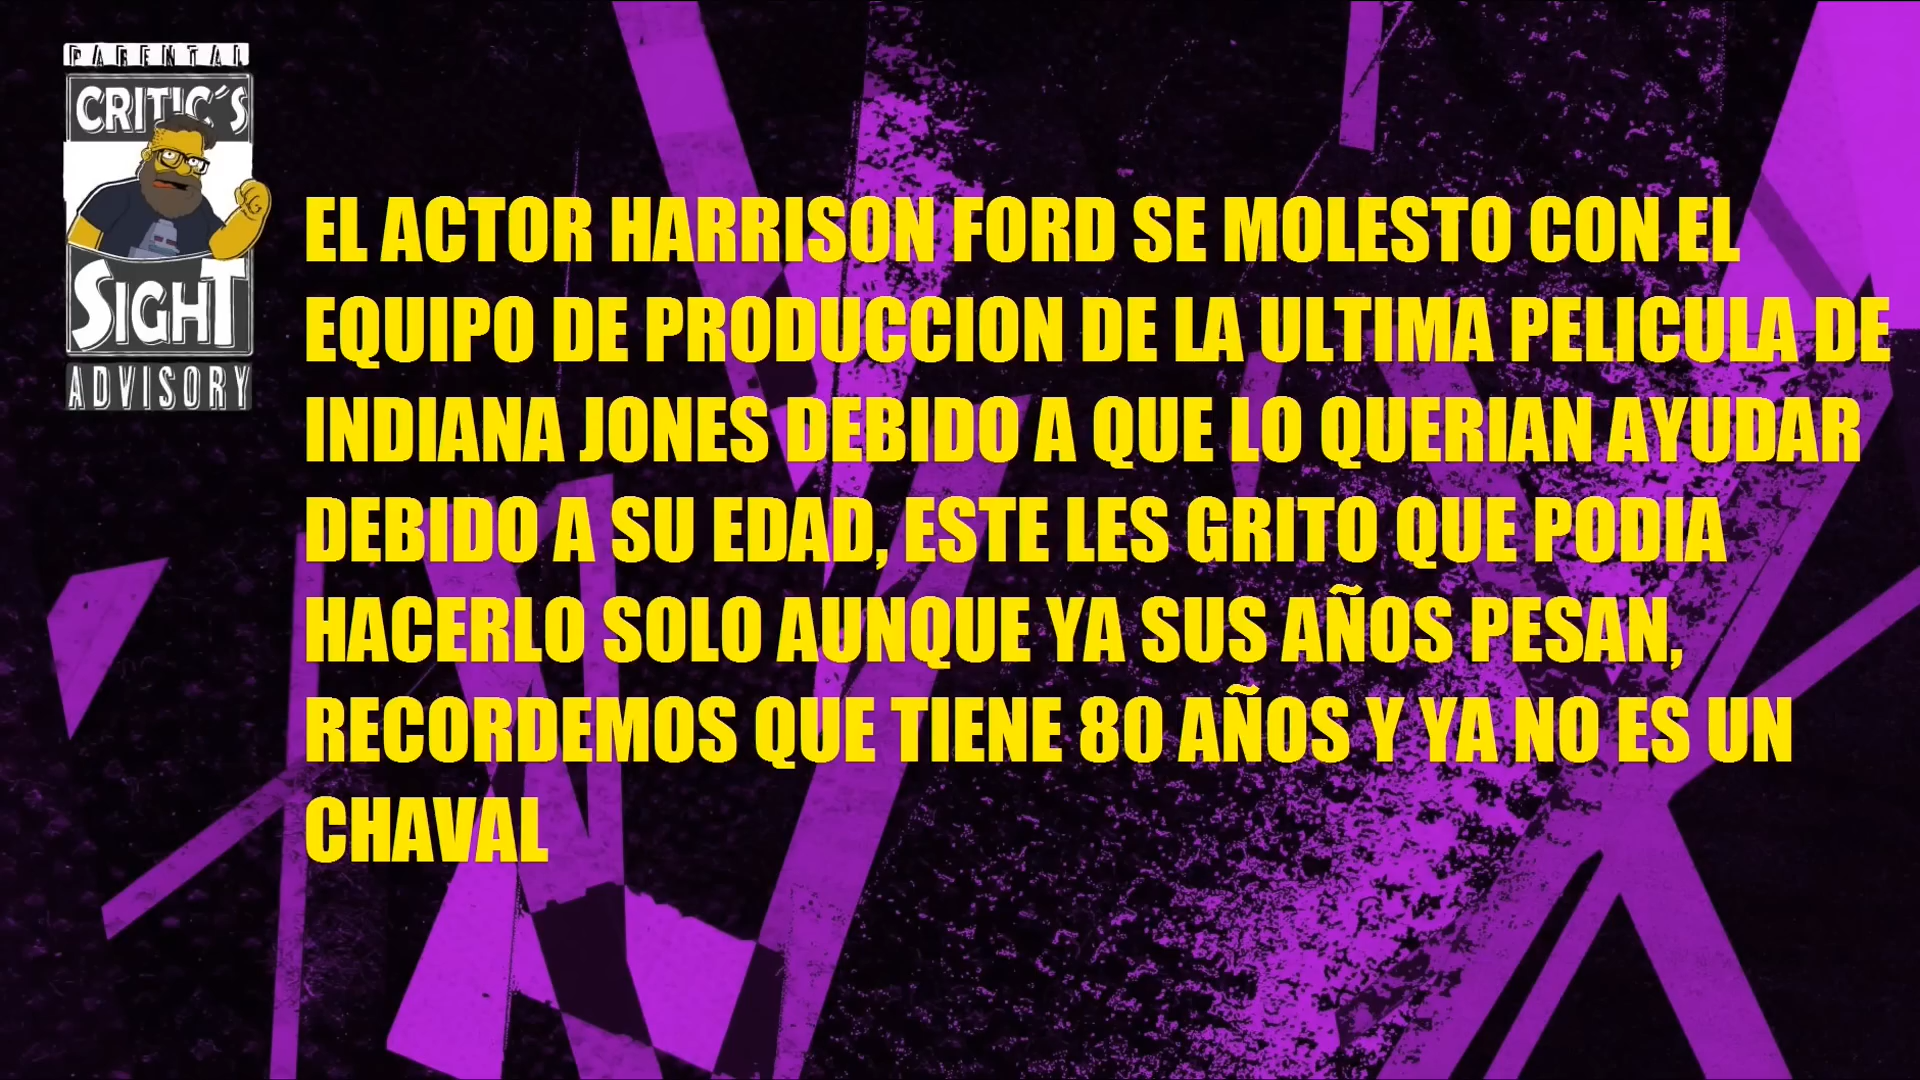 PARENTAL
CRITIC´S
SIGHT
ADVISORY
EL ACTOR HARRISON FORD SE MOLESTO CON EL
EQUIPO DE PRODUCCION DE LA ULTIMA PELICULA DE
INDIANA JONES DEBIDO A QUE LO QUERIAN AYUDAR
DEBIDO A SU EDAD, ESTE LES GRITO QUE PODIA
HACERLO SOLO AUNQUE YA SUS AÑOS PESAN,
RECORDEMOS QUE TIENE 80 AÑOS Y YA NO ES UN
CHAVAL